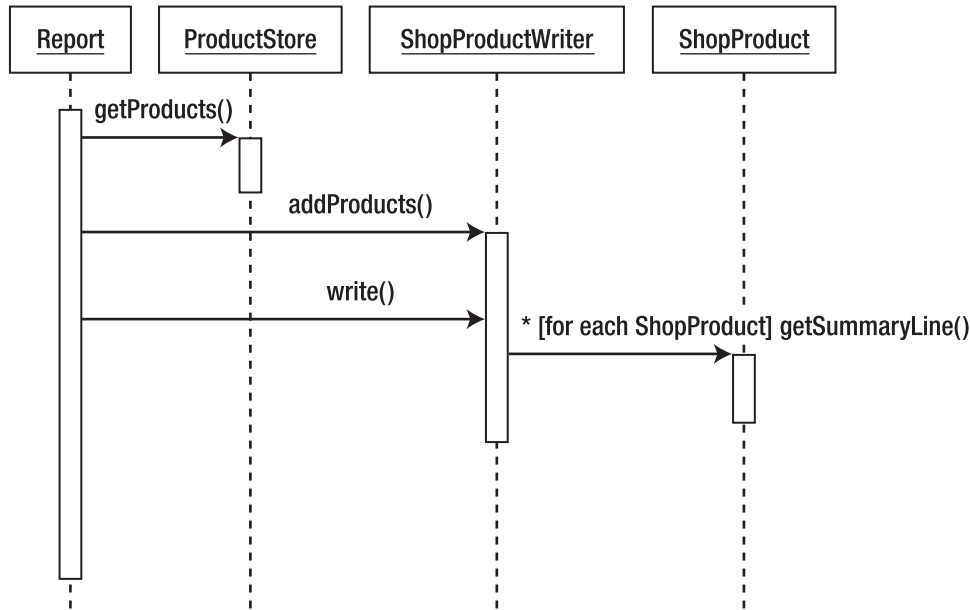 Report
ProductStore
ShopProductWriter
ShopProduct
getProducts()
addProducts()
write()
* [for each ShopProduct] getSummaryLine()